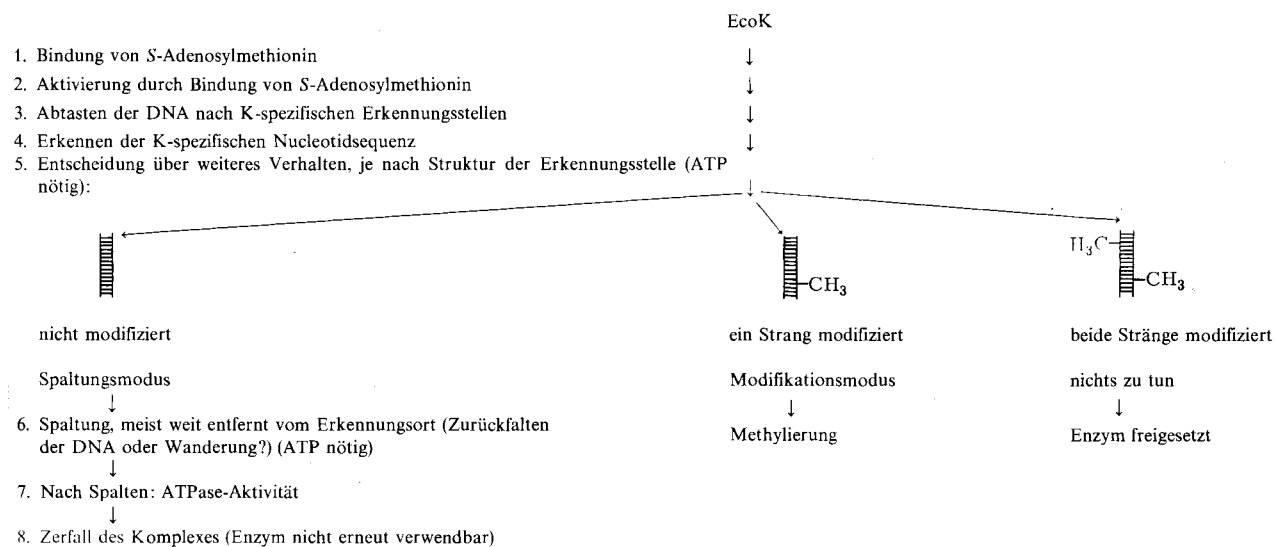 EcoK
1. Bindung von S-Adenosylmethionin
2. Aktivierung durch Bindung von S-Adenosylmethionin
3. Abtasten der DNA nach K-spezifischen Erkennungsstellen
4. Erkennen der K-spezifischen Nucleotidsequenz
5. Entscheidung über weiteres Verhalten, je nach Struktur der Erkennungsstelle (ATP
nötig):
H₃C
CH₃
CH₃
nicht modifiziert
ein Strang modifiziert
beide Stränge modifiziert
Spaltungsmodus
Modifikationsmodus
nichts zu tun
6. Spaltung, meist weit entfernt vom Erkennungsort (Zurückfalten
der DNA oder Wanderung?) (ATP nötig)
Methylierung
Enzym freigesetzt
7. Nach Spalten: ATPase-Aktivität
8. Zerfall des Komplexes (Enzym nicht erneut verwendbar)